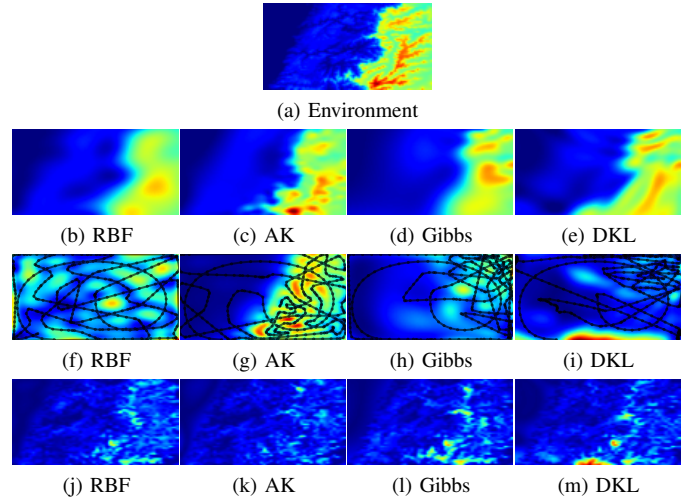 (a) Environment
(b) RBF (c) AK (d) Gibbs (e) DKL
(f) RBF (g) AK (h) Gibbs (i) DKL
(j) RBF (k) AK (l) Gibbs (m) DKL